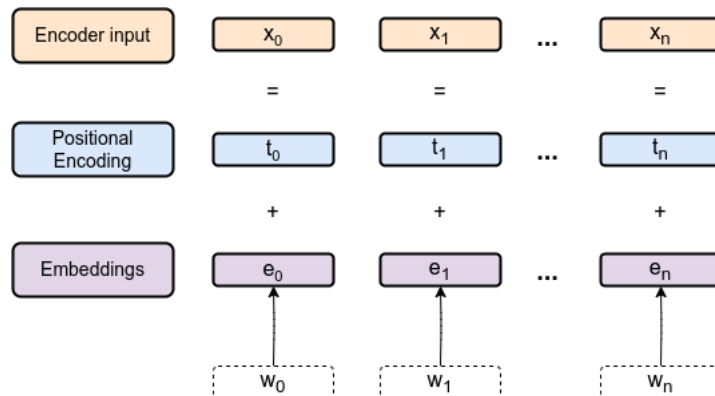 Encoder input x₀ x₁ ... xₙ
= = =
Positional Encoding t₀ t₁ ... tₙ
+ + +
Embeddings e₀ e₁ ... eₙ
w₀ w₁ wₙ